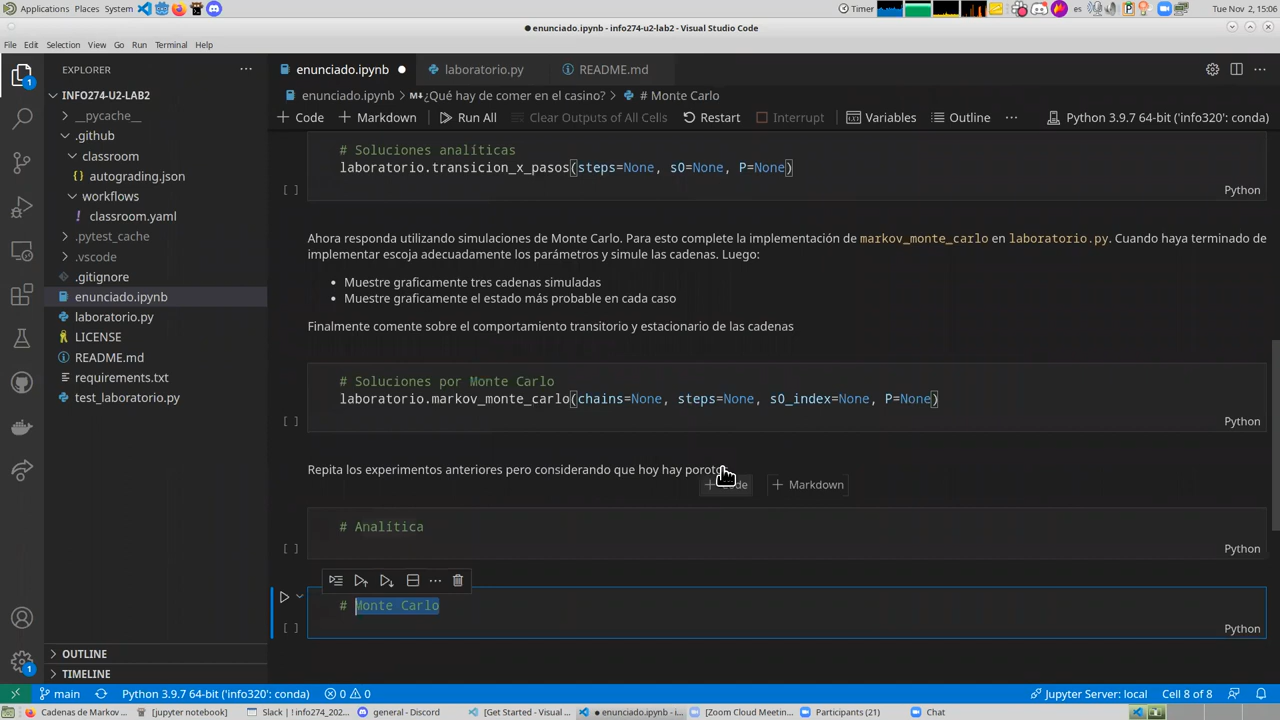 Applications Places System Timer es Tue Nov 2, 15:06
● enunciado.ipynb - info274-u2-lab2 - Visual Studio Code
File Edit Selection View Go Run Terminal Help
EXPLORER ··· enunciado.ipynb ● laboratorio.py README.md ···
INFO274-U2-LAB2 enunciado.ipynb > M↓¿Qué hay de comer en el casino? > # Monte Carlo
+ Code + Markdown Run All Clear Outputs of All Cells Restart Interrupt Variables Outline ··· Python 3.9.7 64-bit ('info320': conda)
__pycache__
.github
classroom
autograding.json
workflows
! classroom.yaml
.pytest_cache
.vscode
.gitignore
enunciado.ipynb
laboratorio.py
LICENSE
README.md
requirements.txt
test_laboratorio.py
# Soluciones analíticas
laboratorio.transicion_x_pasos(steps=None, s0=None, P=None)
[ ] Python
Ahora responda utilizando simulaciones de Monte Carlo. Para esto complete la implementación de markov_monte_carlo en laboratorio.py. Cuando haya terminado de
implementar escoja adecuadamente los parámetros y simule las cadenas. Luego:
• Muestre graficamente tres cadenas simuladas
• Muestre graficamente el estado más probable en cada caso
Finalmente comente sobre el comportamiento transitorio y estacionario de las cadenas
# Soluciones por Monte Carlo
laboratorio.markov_monte_carlo(chains=None, steps=None, s0_index=None, P=None)
[ ] Python
Repita los experimentos anteriores pero considerando que hoy hay
+ Markdown
# Analítica
[ ] Python
# Monte Carlo
[ ] Python
OUTLINE
TIMELINE
1
1
main Python 3.9.7 64-bit ('info320': conda) 0 0 Jupyter Server: local Cell 8 of 8
Cadenas de Markov ... [jupyter notebook] Slack | ! info274_202... general - Discord [Get Started - Visual ... ● enunciado.ipynb - i... [Zoom Cloud Meetin... Participants (21) Chat